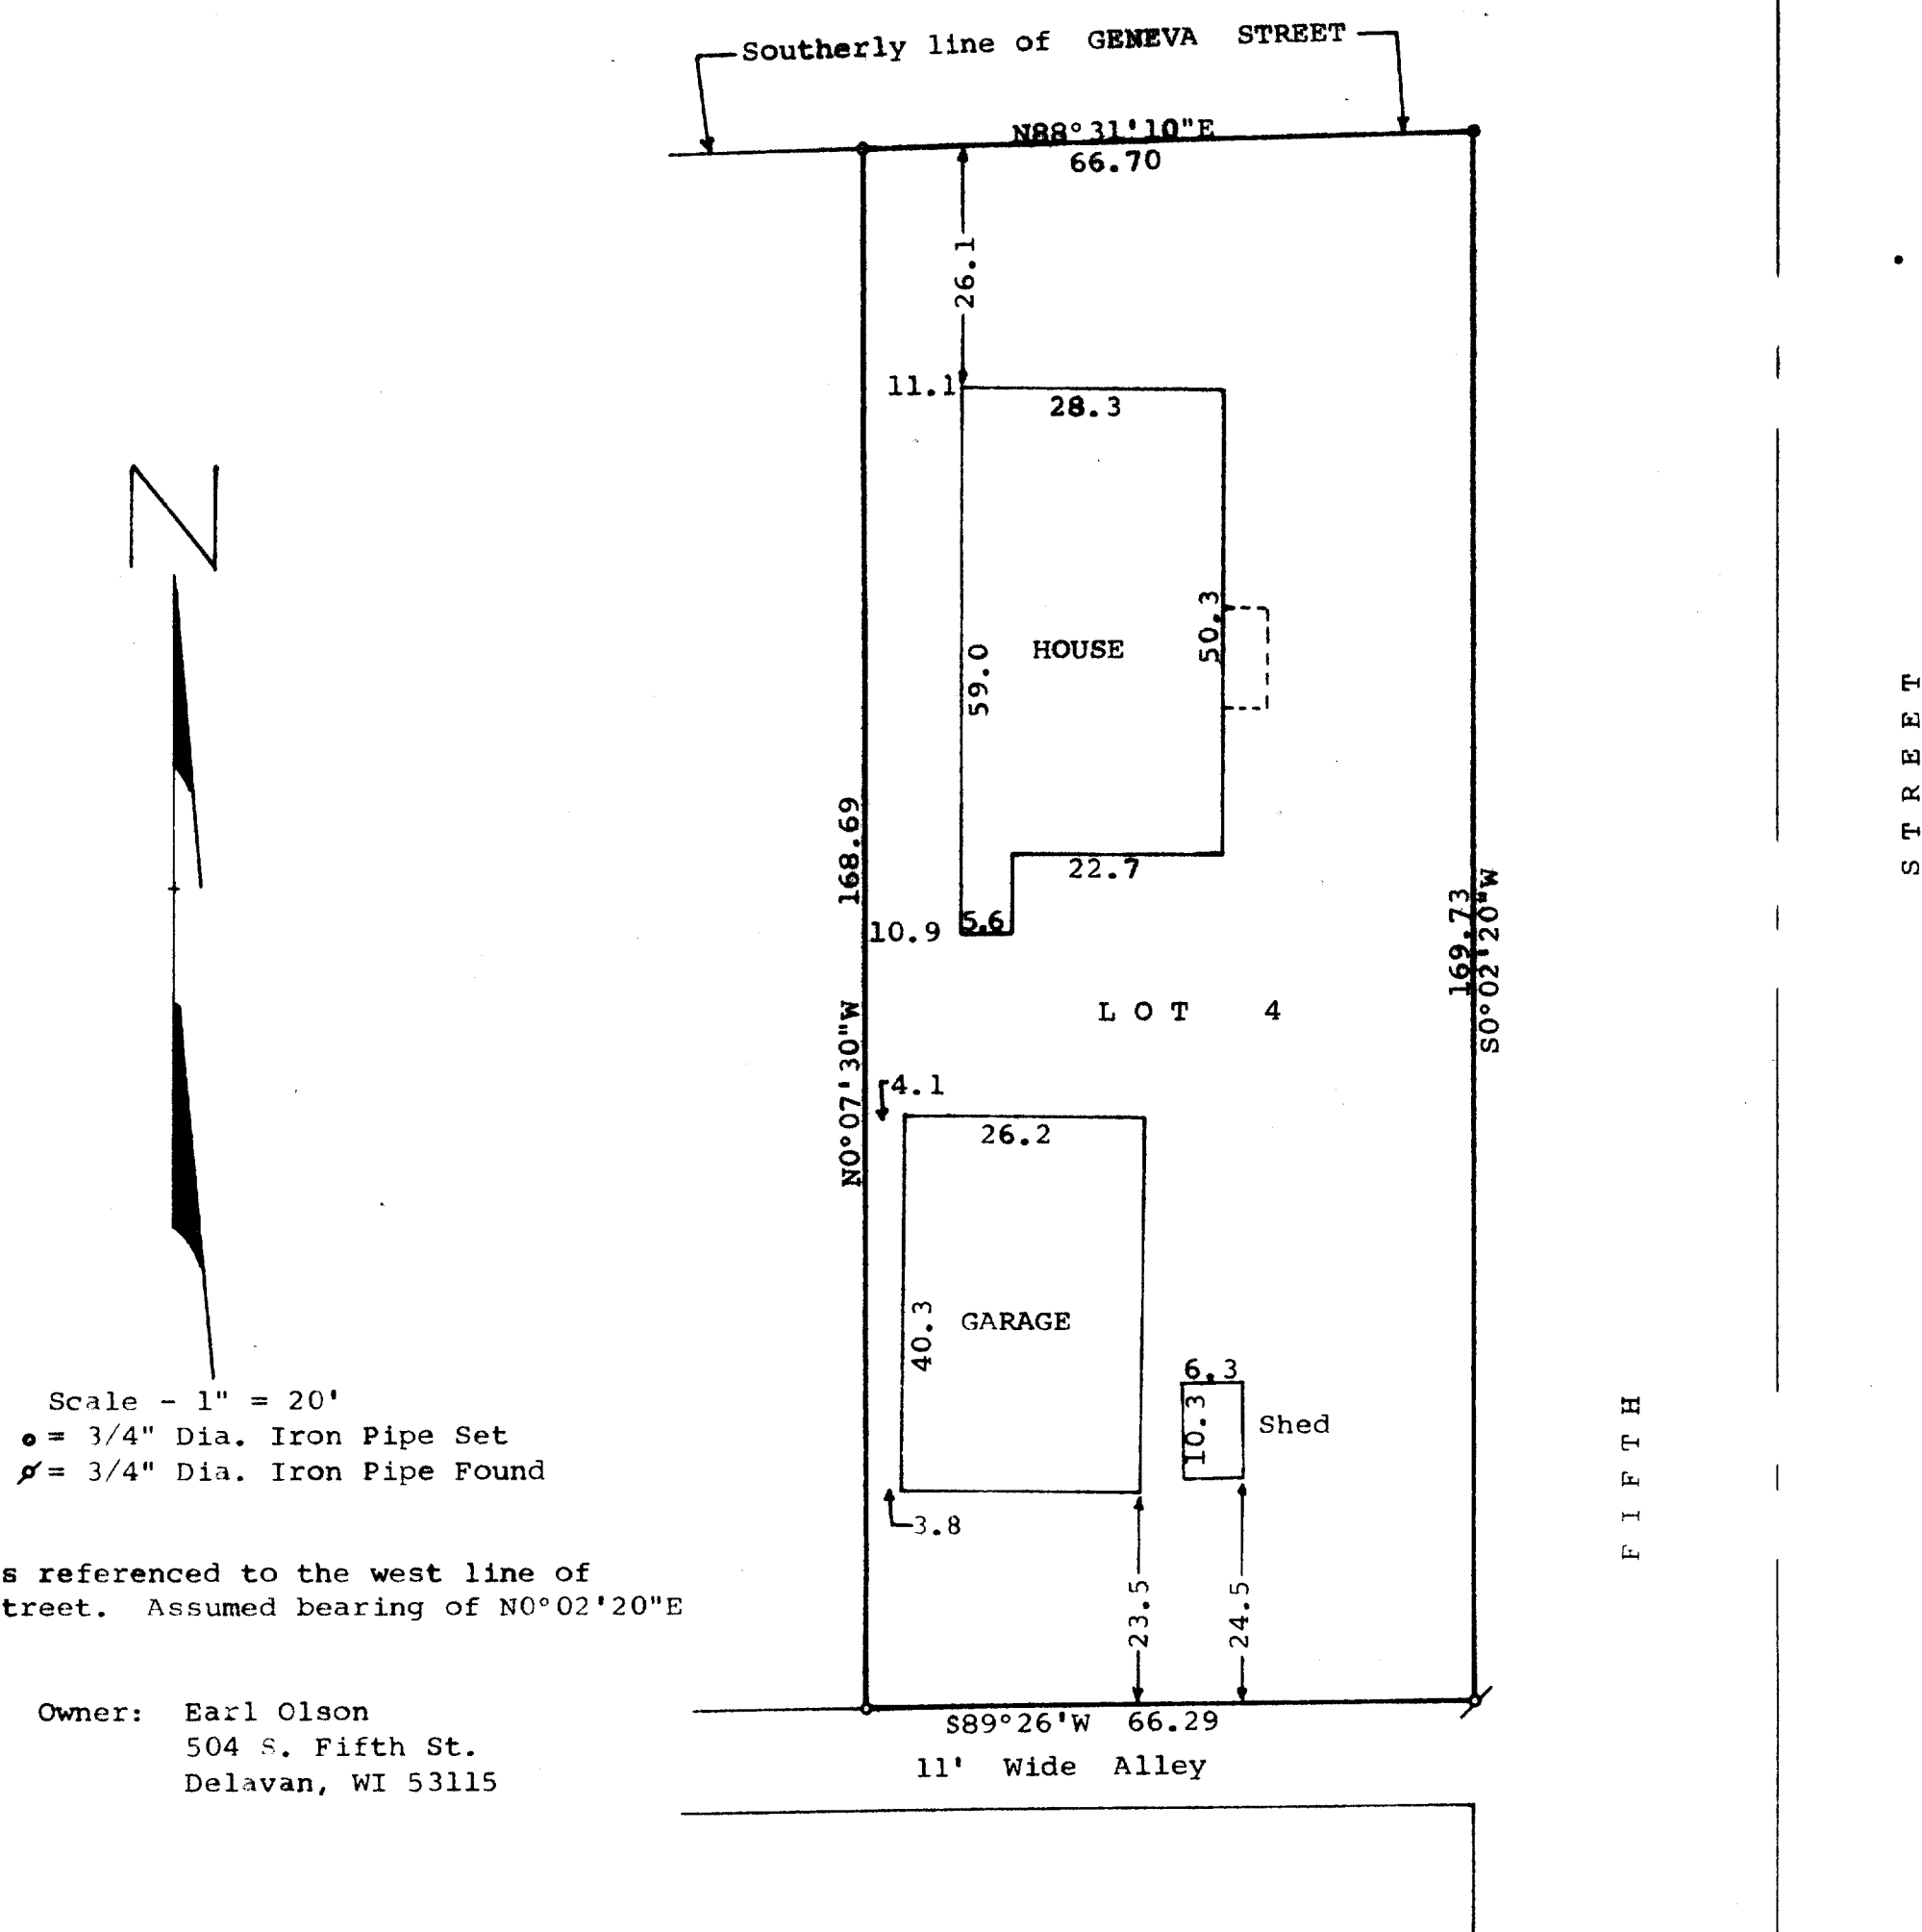 Southerly line of GENEVA STREET
N88°31'10"E
66.70
26.1
11.1
28.3
N
50.3
HOUSE
59.0
STREET
168.69
22.7
169.73
S0°02'20"W
10.9
5.6
LOT 4
N0°07'30"W
4.1
26.2
40.3
GARAGE
6.3
10.3
Shed
FIFTH
Scale - 1" = 20'
= 3/4" Dia. Iron Pipe Set
= 3/4" Dia. Iron Pipe Found
3.8
s referenced to the west line of
treet. Assumed bearing of N0°02'20"E
23.5
24.5
Owner: Earl Olson
504 S. Fifth St.
Delavan, WI 53115
S89°26'W 66.29
11' Wide Alley